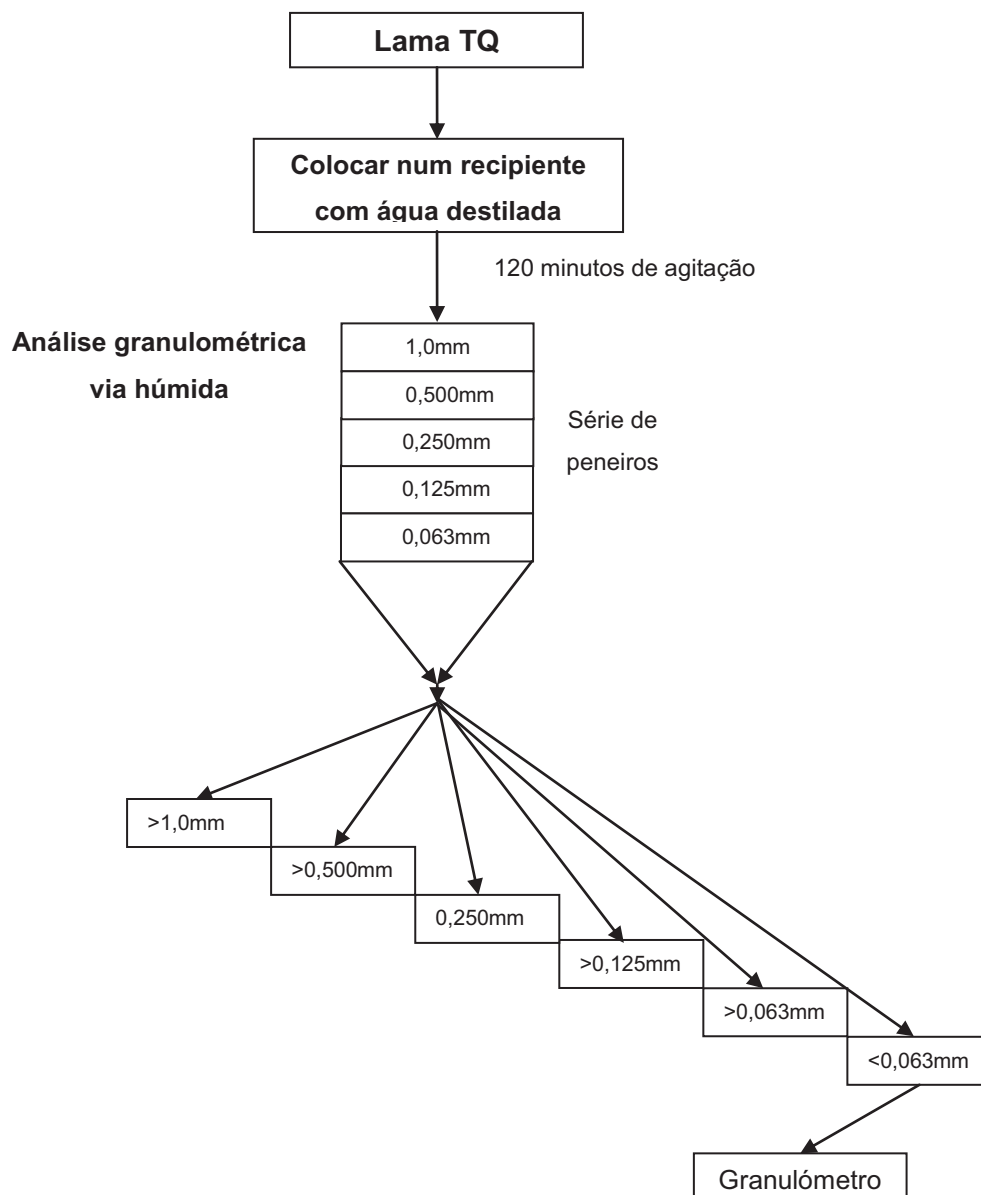 Lama TQ
Colocar num recipiente
com água destilada
120 minutos de agitação
Análise granulométrica
via húmida
1,0mm
0,500mm
0,250mm
0,125mm
0,063mm
Série de
peneiros
>1,0mm
>0,500mm
0,250mm
>0,125mm
>0,063mm
<0,063mm
Granulómetro